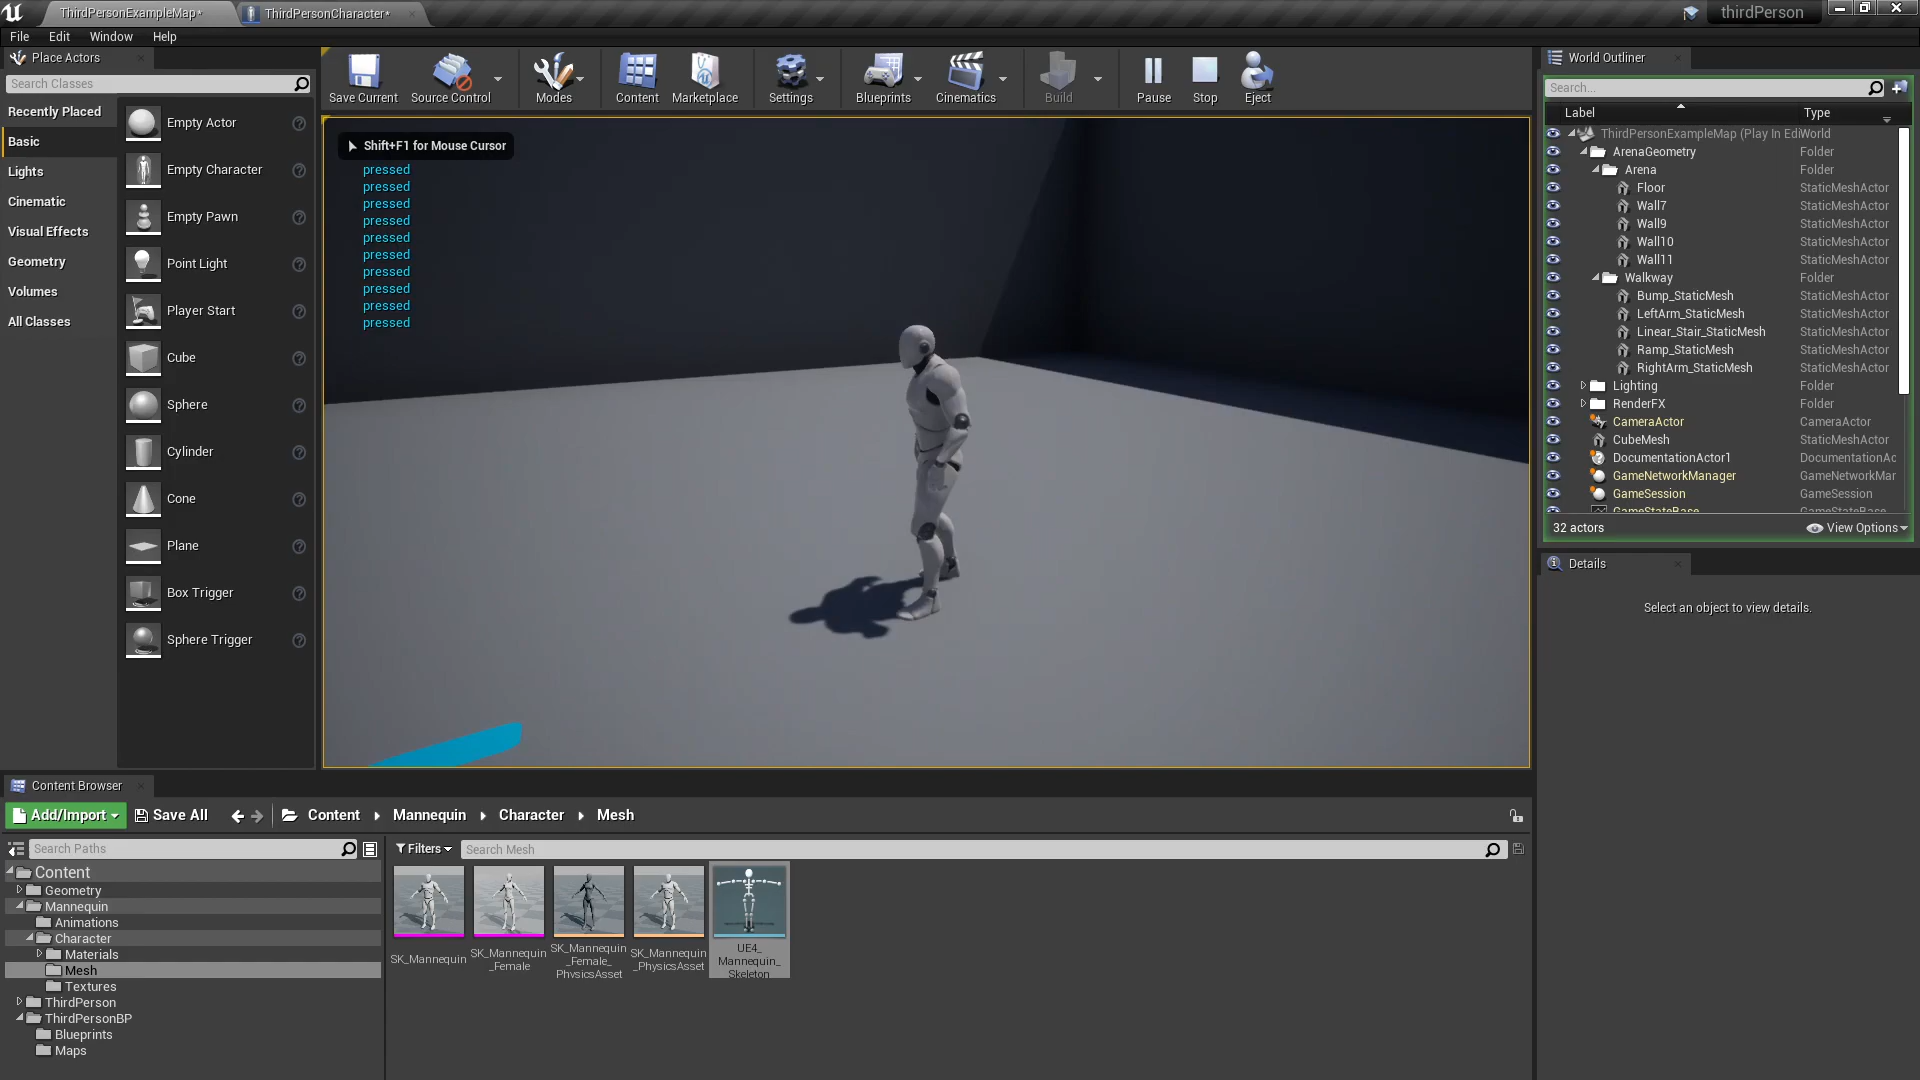 ThirdPersonExampleMap*
ThirdPersonCharacter*
thirdPerson
File
Edit
Window
Help
Place Actors
Search Classes
Recently Placed
Basic
Lights
Cinematic
Visual Effects
Geometry
Volumes
All Classes
Empty Actor
Empty Character
Empty Pawn
Point Light
Player Start
Cube
Sphere
Cylinder
Cone
Plane
Box Trigger
Sphere Trigger
Save Current
Source Control
Modes
Content
Marketplace
Settings
Blueprints
Cinematics
Build
Pause
Stop
Eject
Shift+F1 for Mouse Cursor
pressed
pressed
pressed
pressed
pressed
pressed
pressed
pressed
pressed
pressed
World Outliner
Search...
Label Type
ThirdPersonExampleMap (Play In Edi World
ArenaGeometry Folder
Arena Folder
Floor StaticMeshActor
Wall7 StaticMeshActor
Wall9 StaticMeshActor
Wall10 StaticMeshActor
Wall11 StaticMeshActor
Walkway Folder
Bump_StaticMesh StaticMeshActor
LeftArm_StaticMesh StaticMeshActor
Linear_Stair_StaticMesh StaticMeshActor
Ramp_StaticMesh StaticMeshActor
RightArm_StaticMesh StaticMeshActor
Lighting Folder
RenderFX Folder
CameraActor CameraActor
CubeMesh StaticMeshActor
DocumentationActor1 DocumentationAc
GameNetworkManager GameNetworkMar
GameSession GameSession
GameStateBase GameStateBase
32 actors
View Options
Details
Select an object to view details.
Content Browser
Add/Import
Save All
Content
Mannequin
Character
Mesh
Search Paths
Content
Geometry
Mannequin
Animations
Character
Materials
Mesh
Textures
ThirdPerson
ThirdPersonBP
Blueprints
Maps
Filters
Search Mesh
SK_Mannequin
SK_Mannequin
_Female
SK_Mannequin
_Female_
PhysicsAsset
SK_Mannequin
_PhysicsAsset
UE4_
Mannequin_
Skeleton